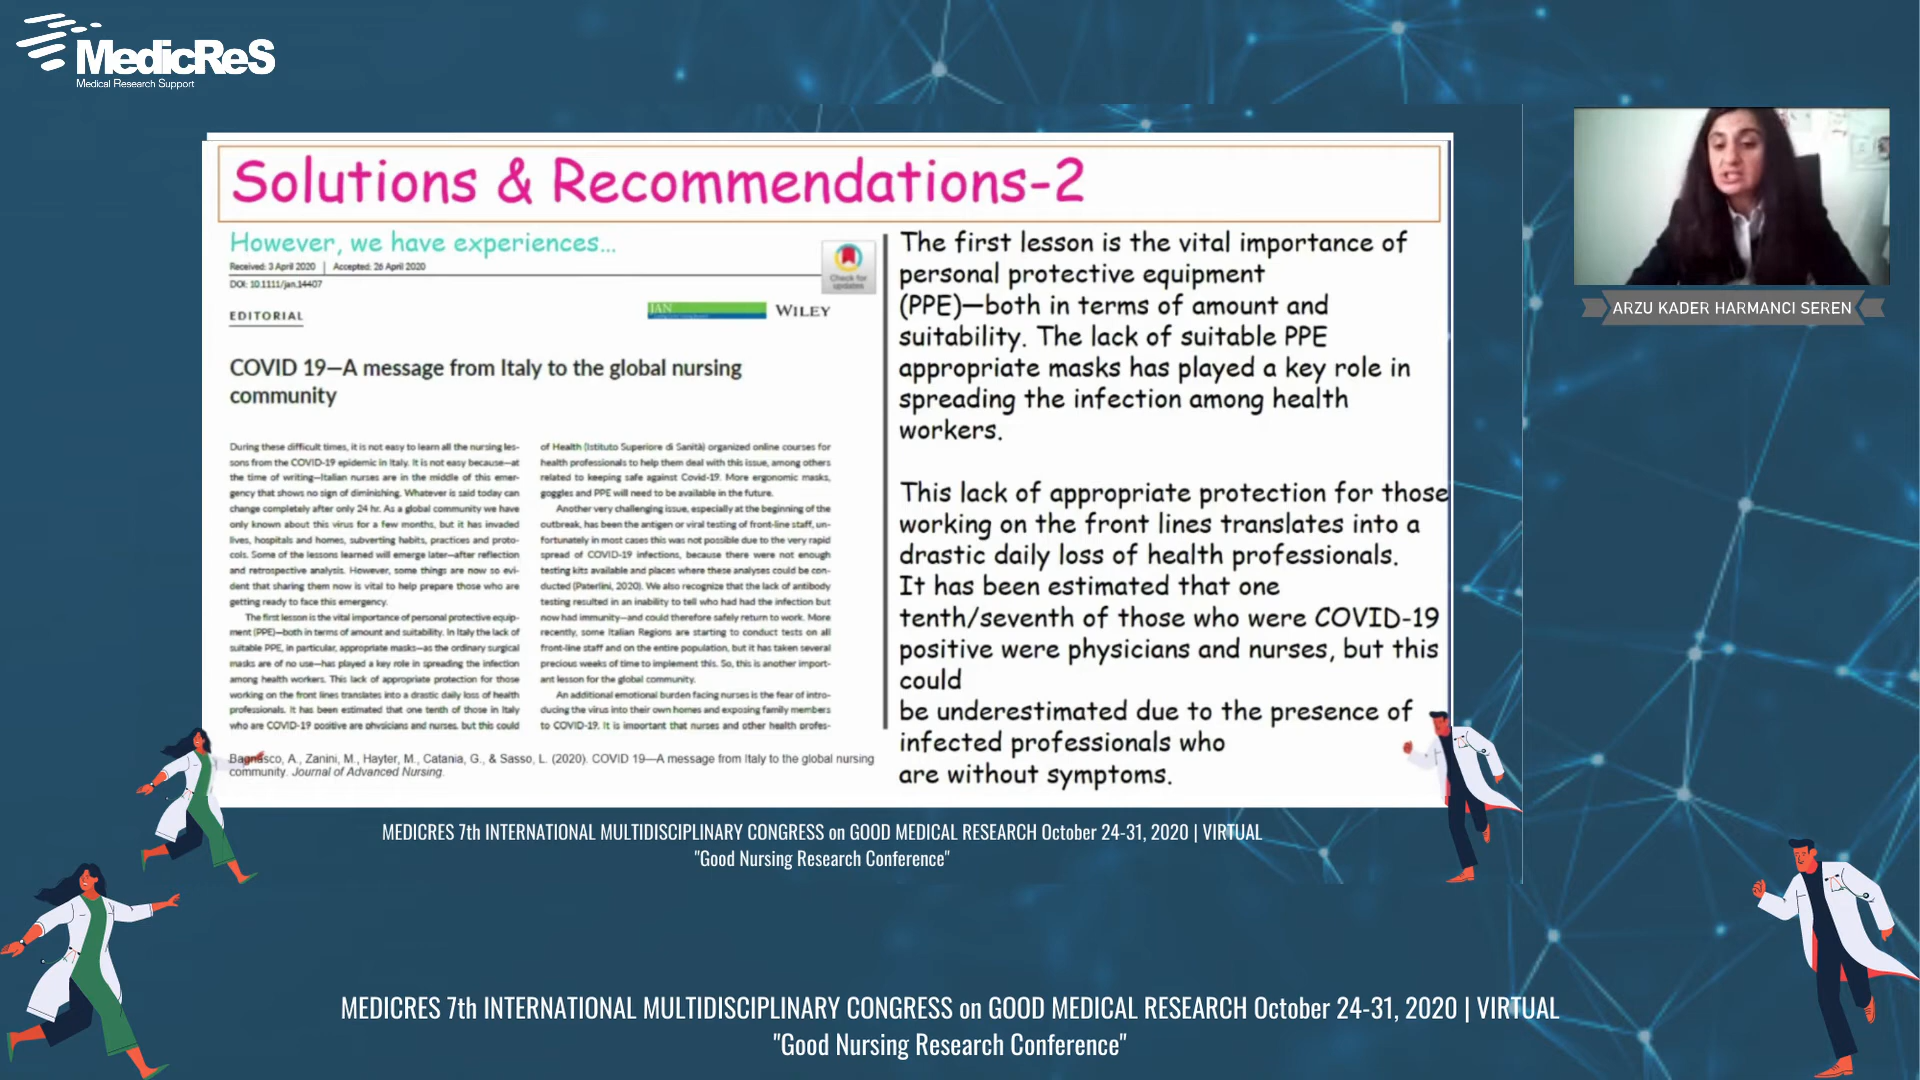 MedicReS
Medical Research Support
Solutions & Recommendations-2
However, we have experiences...
Received: 3 April 2020 | Accepted: 26 April 2020
DOI: 10.1111/jan.14407
Check for
updates
EDITORIAL
JAN
WILEY
COVID 19—A message from Italy to the global nursing
community
During these difficult times, it is not easy to learn all the nursing les-
sons from the COVID-19 epidemic in Italy. It is not easy because—at
the time of writing—Italian nurses are in the middle of this emer-
gency that shows no sign of diminishing. Whatever is said today can
change completely after only 24 hr. As a global community we have
only known about this virus for a few months, but it has invaded
lives, hospitals and homes, subverting habits, practices and proto-
cols. Some of the lessons learned will emerge later—after reflection
and retrospective analysis. However, some things are now so evi-
dent that sharing them now is vital to help prepare those who are
getting ready to face this emergency.
The first lesson is the vital importance of personal protective equip-
ment (PPE)—both in terms of amount and suitability. In Italy the lack of
suitable PPE, in particular, appropriate masks—as the ordinary surgical
masks are of no use—has played a key role in spreading the infection
among health workers. This lack of appropriate protection for those
working on the front lines translates into a drastic daily loss of health
professionals. It has been estimated that one tenth of those in Italy
who are COVID-19 positive are physicians and nurses, but this could
of Health (Istituto Superiore di Sanità) organized online courses for
health professionals to help them deal with this issue, among others
related to keeping safe against Covid-19. More ergonomic masks,
goggles and PPE will need to be available in the future.
Another very challenging issue, especially at the beginning of the
outbreak, has been the antigen or viral testing of front-line staff, un-
fortunately in most cases this was not possible due to the very rapid
spread of COVID-19 infections, because there were not enough
testing kits available and places where these analyses could be con-
ducted (Paterlini, 2020). We also recognize that the lack of antibody
testing resulted in an inability to tell who had had the infection but
now had immunity—and could therefore safely return to work. More
recently, some Italian Regions are starting to conduct tests on all
front-line staff and on the entire population, but it has taken several
precious weeks of time to implement this. So, this is another import-
ant lesson for the global community.
An additional emotional burden facing nurses is the fear of intro-
ducing the virus into their own homes and exposing family members
to COVID-19. It is important that nurses and other health profes-
Bagnasco, A., Zanini, M., Hayter, M., Catania, G., & Sasso, L. (2020). COVID 19—A message from Italy to the global nursing
community. Journal of Advanced Nursing.
The first lesson is the vital importance of
personal protective equipment
(PPE)—both in terms of amount and
suitability. The lack of suitable PPE
appropriate masks has played a key role in
spreading the infection among health
workers.
This lack of appropriate protection for those
working on the front lines translates into a
drastic daily loss of health professionals.
It has been estimated that one
tenth/seventh of those who were COVID-19
positive were physicians and nurses, but this
could
be underestimated due to the presence of
infected professionals who
are without symptoms.
ARZU KADER HARMANCI SEREN
MEDICRES 7th INTERNATIONAL MULTIDISCIPLINARY CONGRESS on GOOD MEDICAL RESEARCH October 24-31, 2020 | VIRTUAL
"Good Nursing Research Conference"
MEDICRES 7th INTERNATIONAL MULTIDISCIPLINARY CONGRESS on GOOD MEDICAL RESEARCH October 24-31, 2020 | VIRTUAL
"Good Nursing Research Conference"